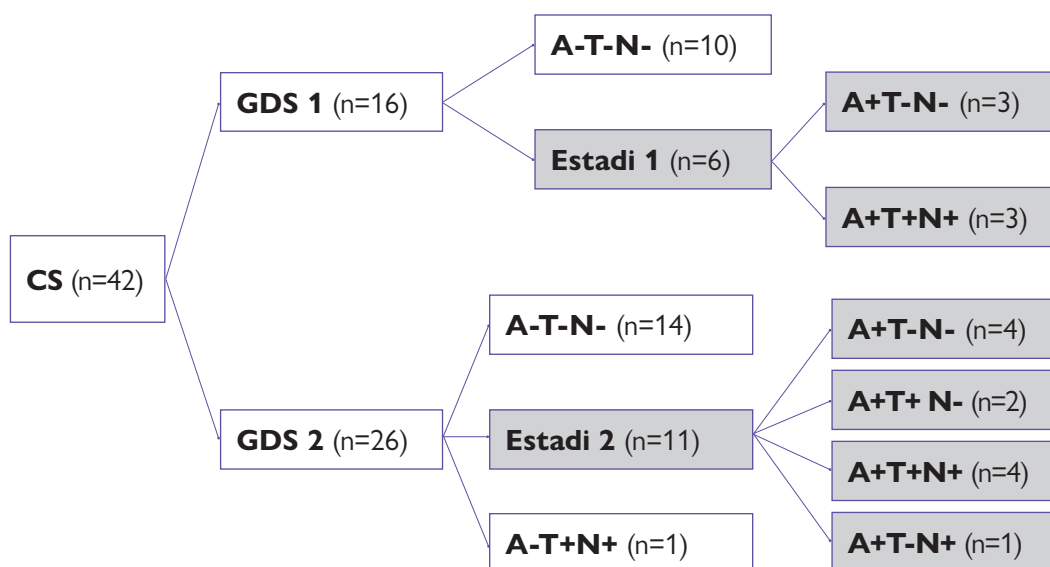 A-T-N- (n=10)
GDS 1 (n=16)
A+T-N- (n=3)
Estadi 1 (n=6)
A+T+N+ (n=3)
CS (n=42)
A-T-N- (n=14)
A+T-N- (n=4)
A+T+ N- (n=2)
GDS 2 (n=26)
Estadi 2 (n=11)
A+T+N+ (n=4)
A-T+N+ (n=1)
A+T-N+ (n=1)